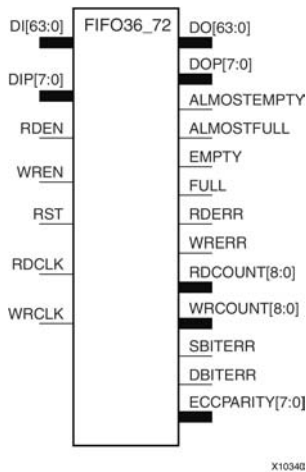 DI[63:0]
FIFO36_72
DO[63:0]
DIP[7:0]
DOP[7:0]
ALMOSTEMPTY
RDEN
ALMOSTFULL
EMPTY
WREN
FULL
RST
RDERR
WRERR
RDCLK
RDCOUNT[8:0]
WRCLK
WRCOUNT[8:0]
SBITERR
DBITERR
ECCPARITY[7:0]